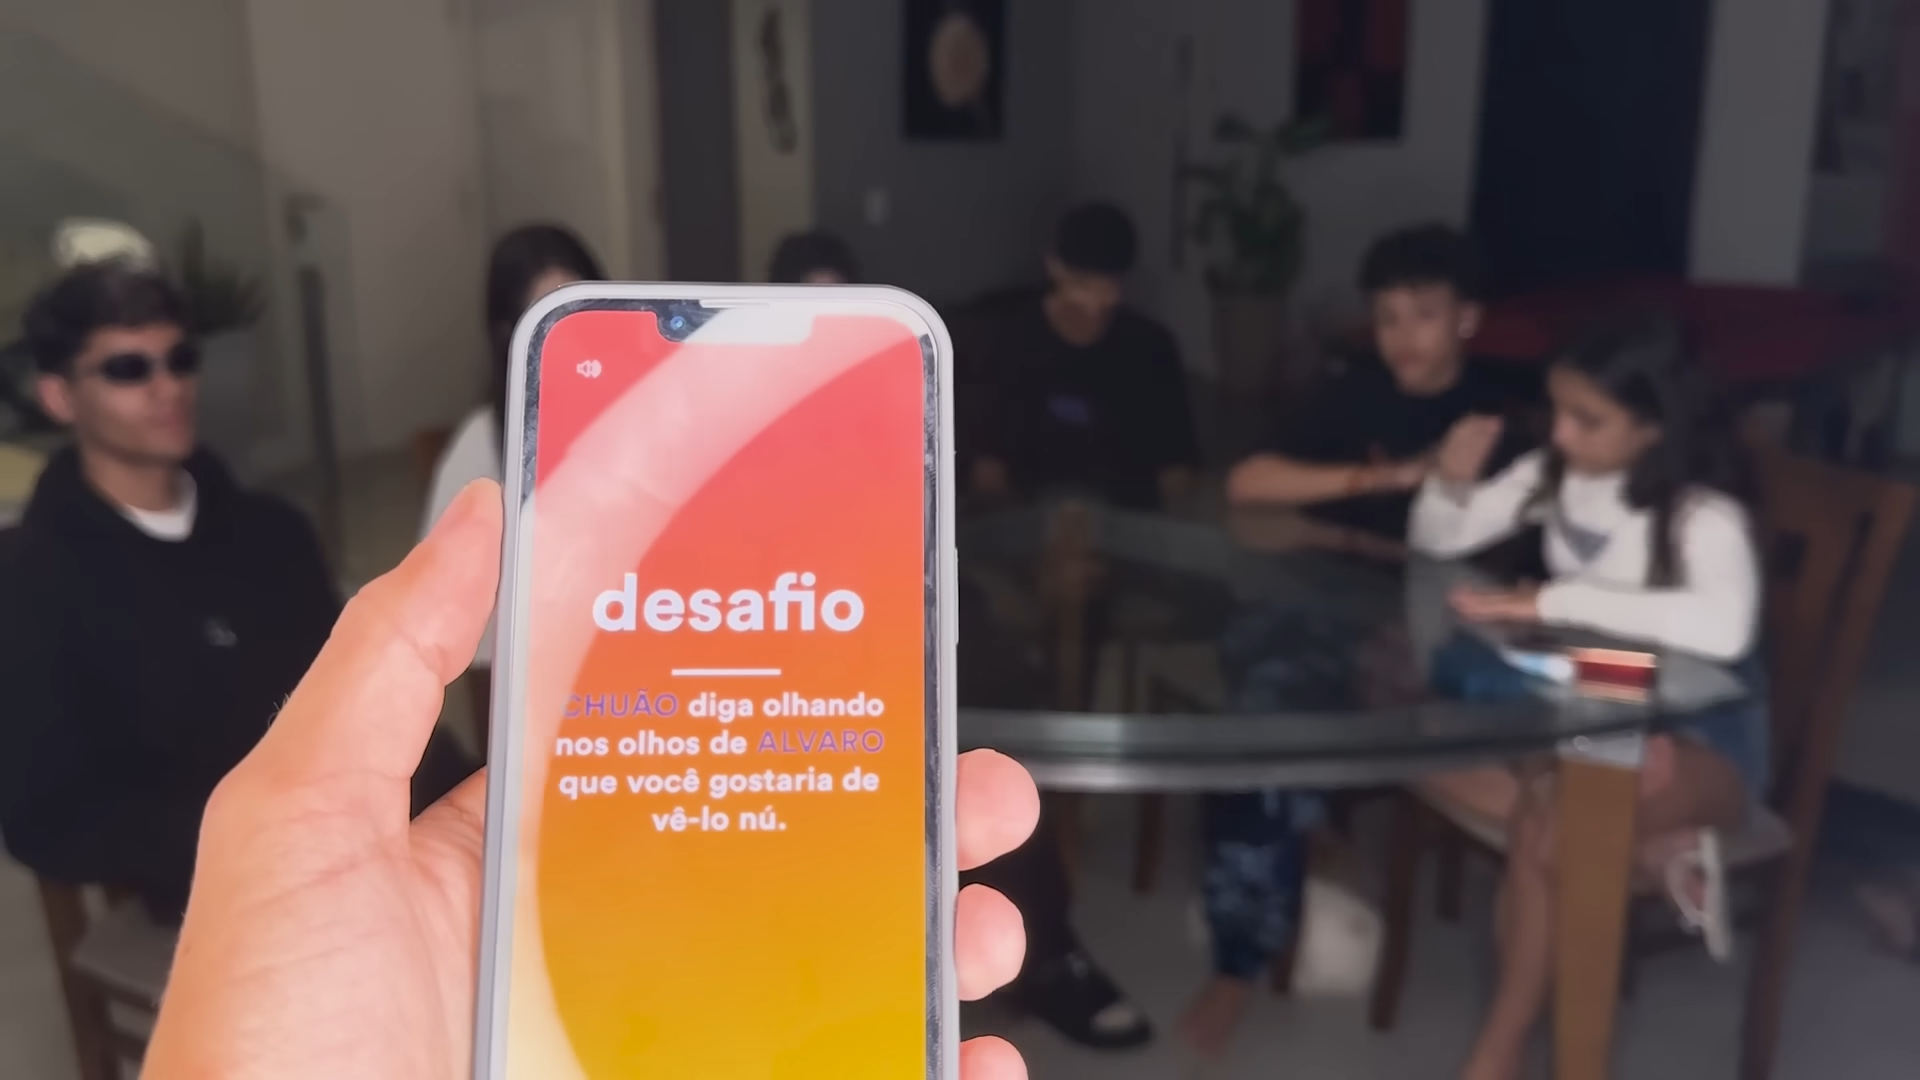 desafio
CHUÃO diga olhando
nos olhos de ALVARO
que você gostaria de
vê-lo nú.